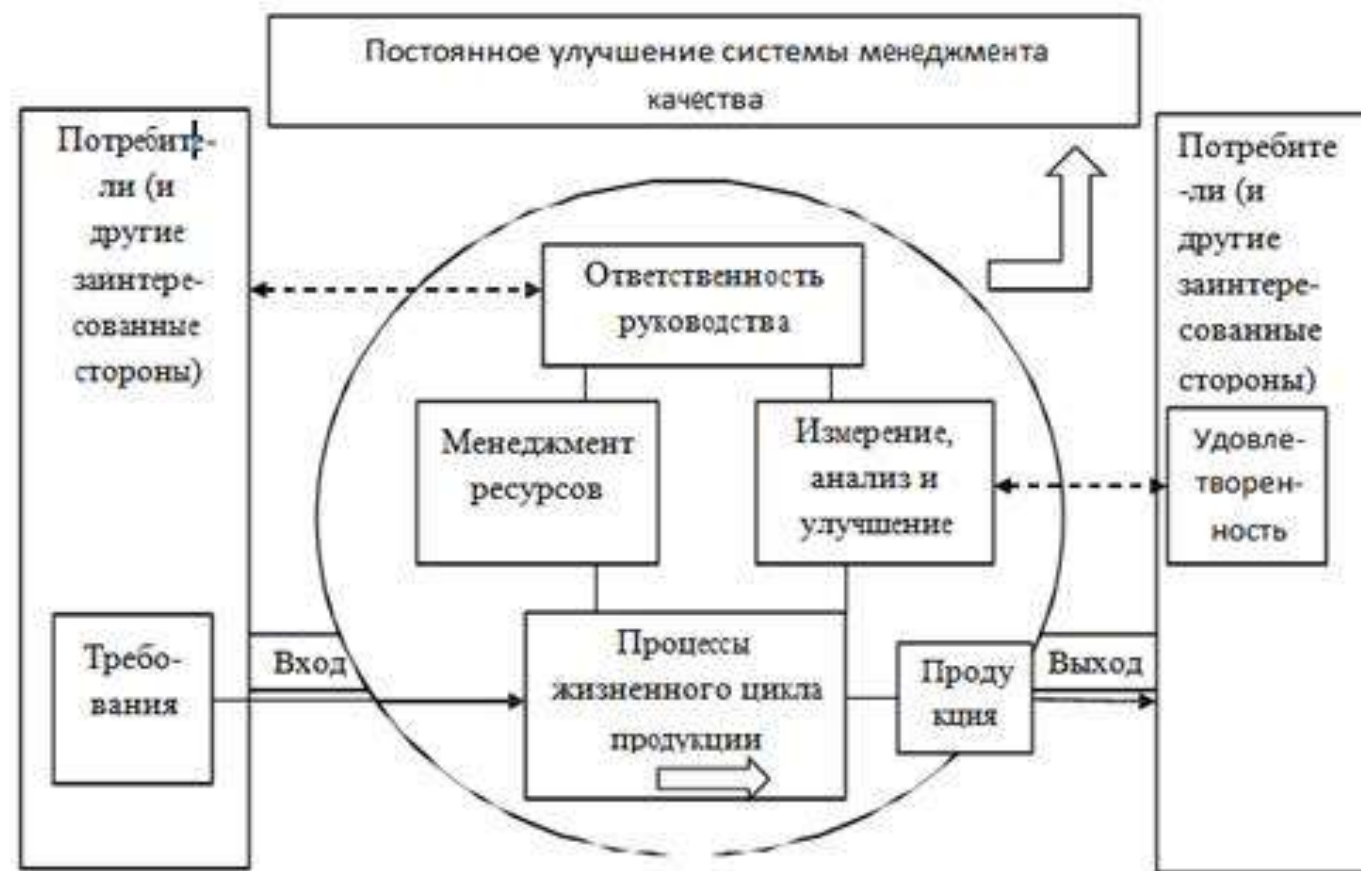 Постоянное улучшение системы менеджмента
качества
Потребите-
ли (и
другие
заинтере-
сованные
стороны)
Требо-
вания
Вход
Ответственность
руководства
Менеджмент
ресурсов
Измерение,
анализ и
улучшение
Процессы
жизненного цикла
продукции
Проду
кция
Выход
Потребите
-ли (и
другие
заинтере-
сованные
стороны)
Удовле-
творен-
ность